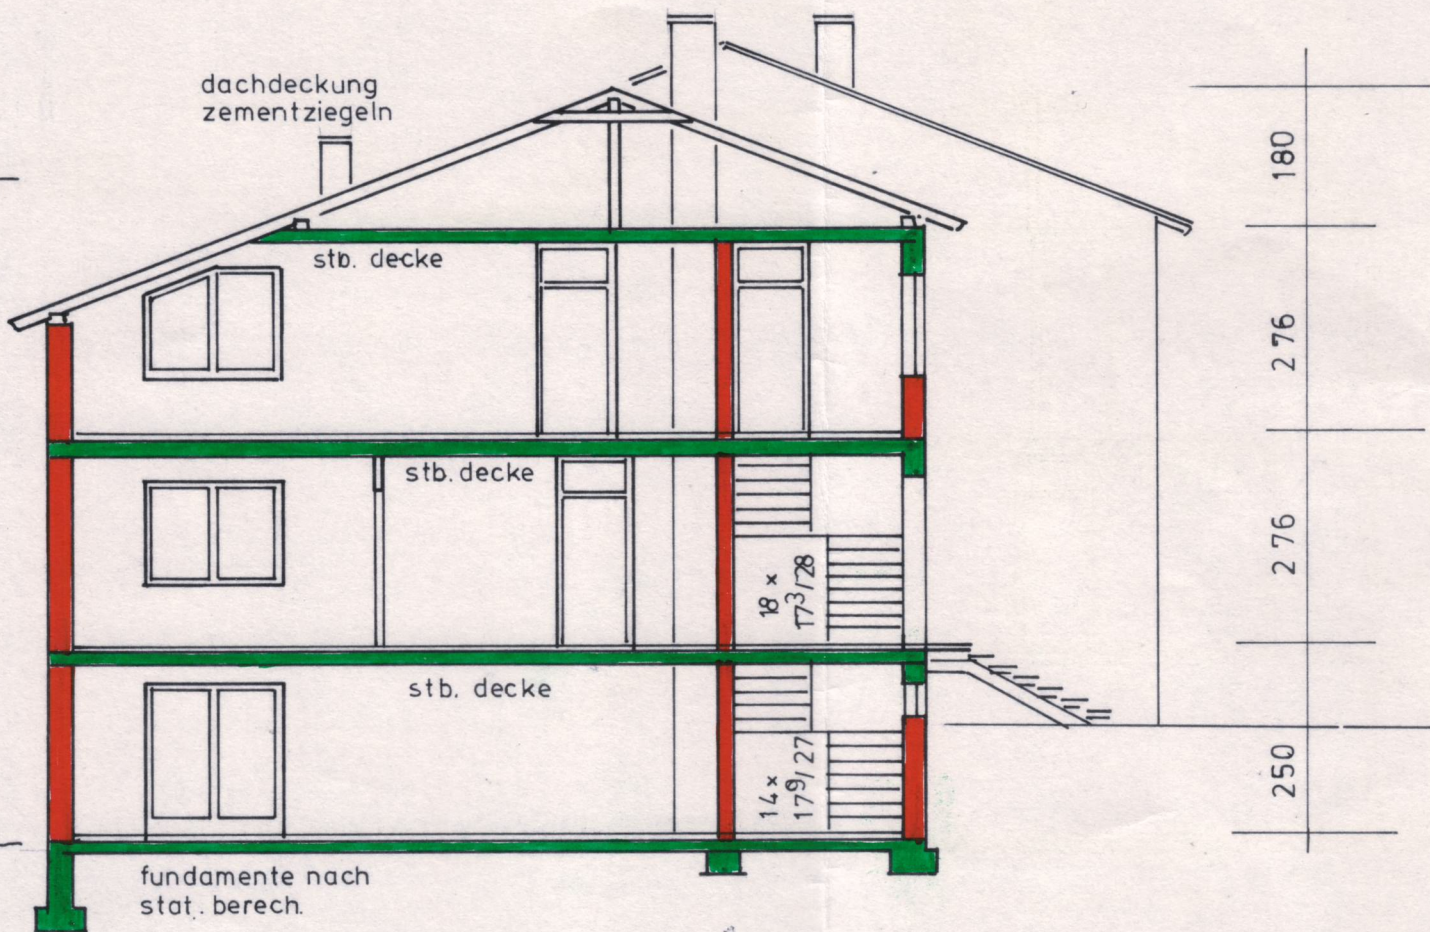 dachdeckung
zementziegeln
180
stb. decke
276
stb. decke
276
18 x
17³/28
stb. decke
14 x
17⁹/27
250
fundamente nach
stat. berech.